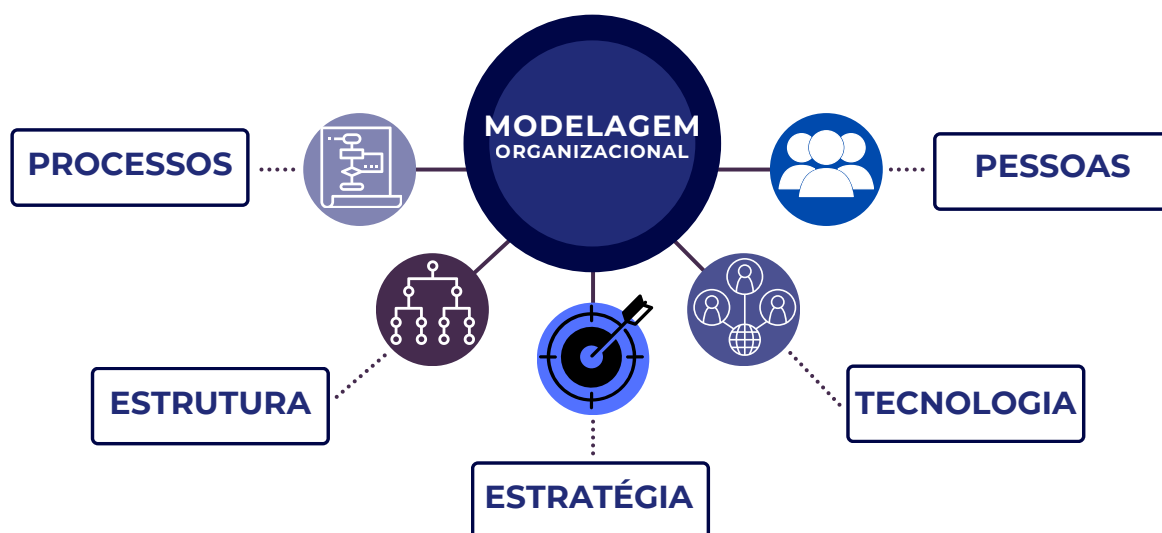 MODELAGEM
ORGANIZACIONAL
PROCESSOS
PESSOAS
ESTRUTURA
TECNOLOGIA
ESTRATÉGIA